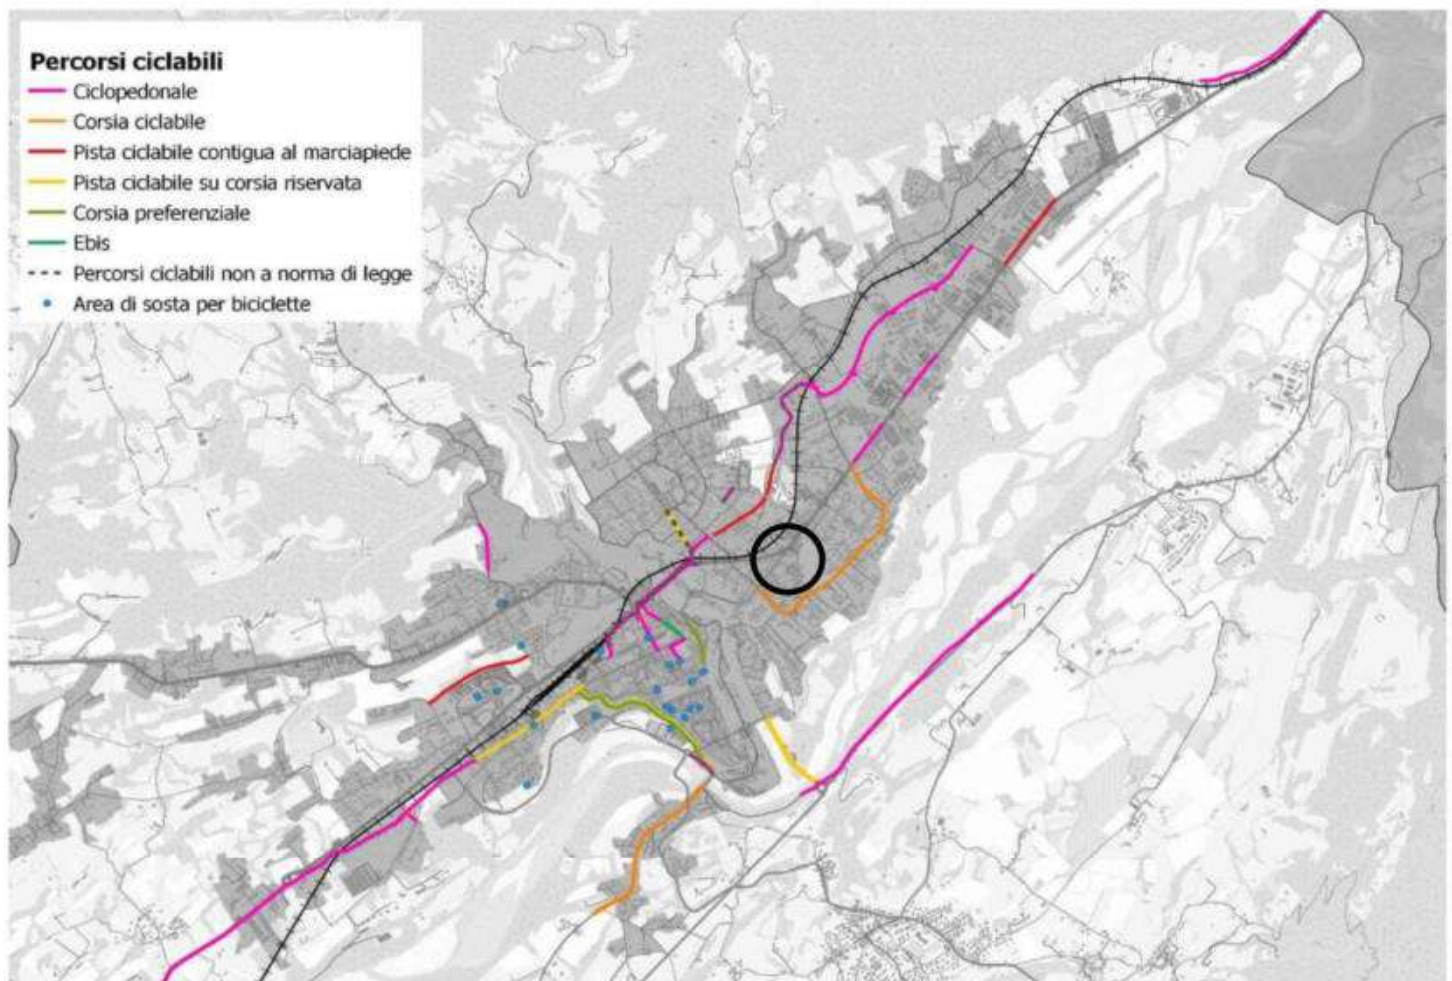 Percorsi ciclabili
Ciclopedonale
Corsia ciclabile
Pista ciclabile contigua al marciapiede
Pista ciclabile su corsia riservata
Corsia preferenziale
Ebis
Percorsi ciclabili non a norma di legge
Area di sosta per biciclette